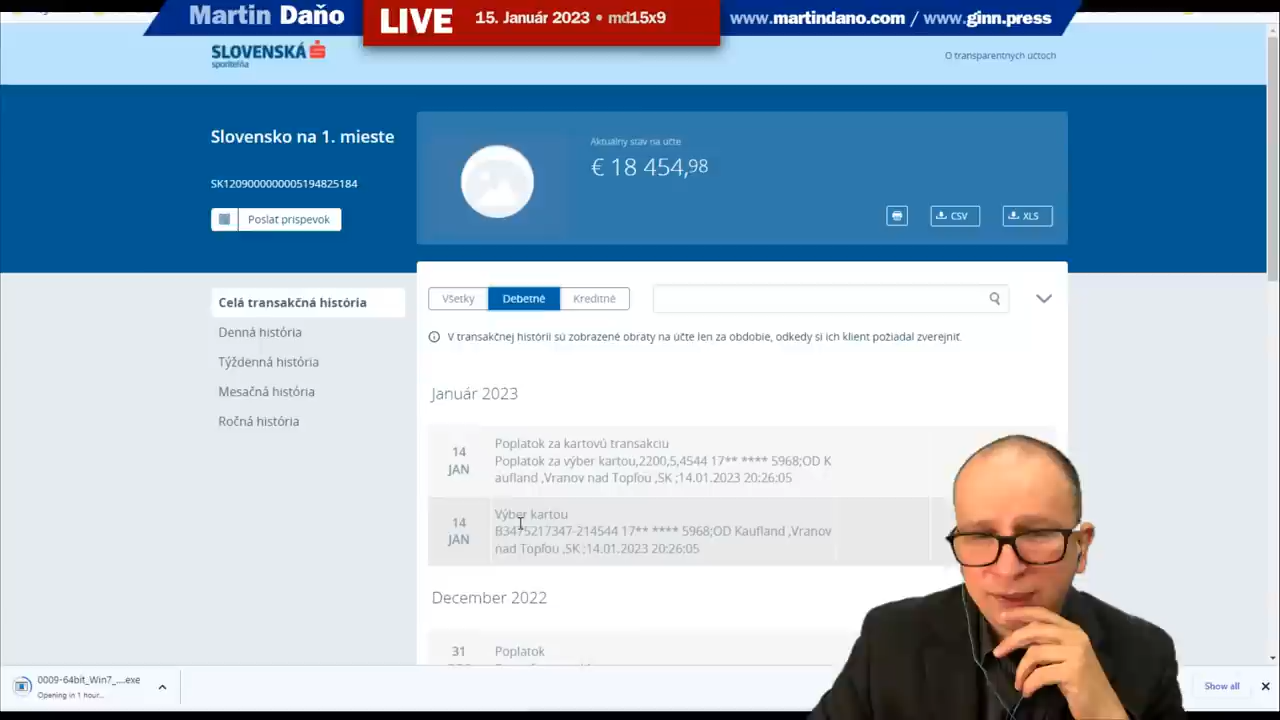 Martin Daňo
LIVE
15. Január 2023 • md15x9
www.martindano.com / www.ginn.press
SLOVENSKÁ
sporiteľňa
O transparentných účtoch
Slovensko na 1. mieste
SK1209000000005194825184
Poslať príspevok
Aktuálny stav na účte
€ 18 454,98
CSV
XLS
Celá transakčná história
Denná história
Týždenná história
Mesačná história
Ročná história
Všetky
Debetné
Kreditné
V transakčnej histórii sú zobrazené obraty na účte len za obdobie, odkedy si ich klient požiadal zverejniť.
Január 2023
14
JAN
Poplatok za kartovú transakciu
Poplatok za výber kartou,2200,5,4544 17** **** 5968;OD K
aufland ,Vranov nad Topľou ,SK ;14.01.2023 20:26:05
14
JAN
Výber kartou
B3475217347-214544 17** **** 5968;OD Kaufland ,Vranov
nad Topľou ,SK ;14.01.2023 20:26:05
December 2022
31
Poplatok
0009-64bit_Win7_....exe
Opening in 1 hour...
Show all